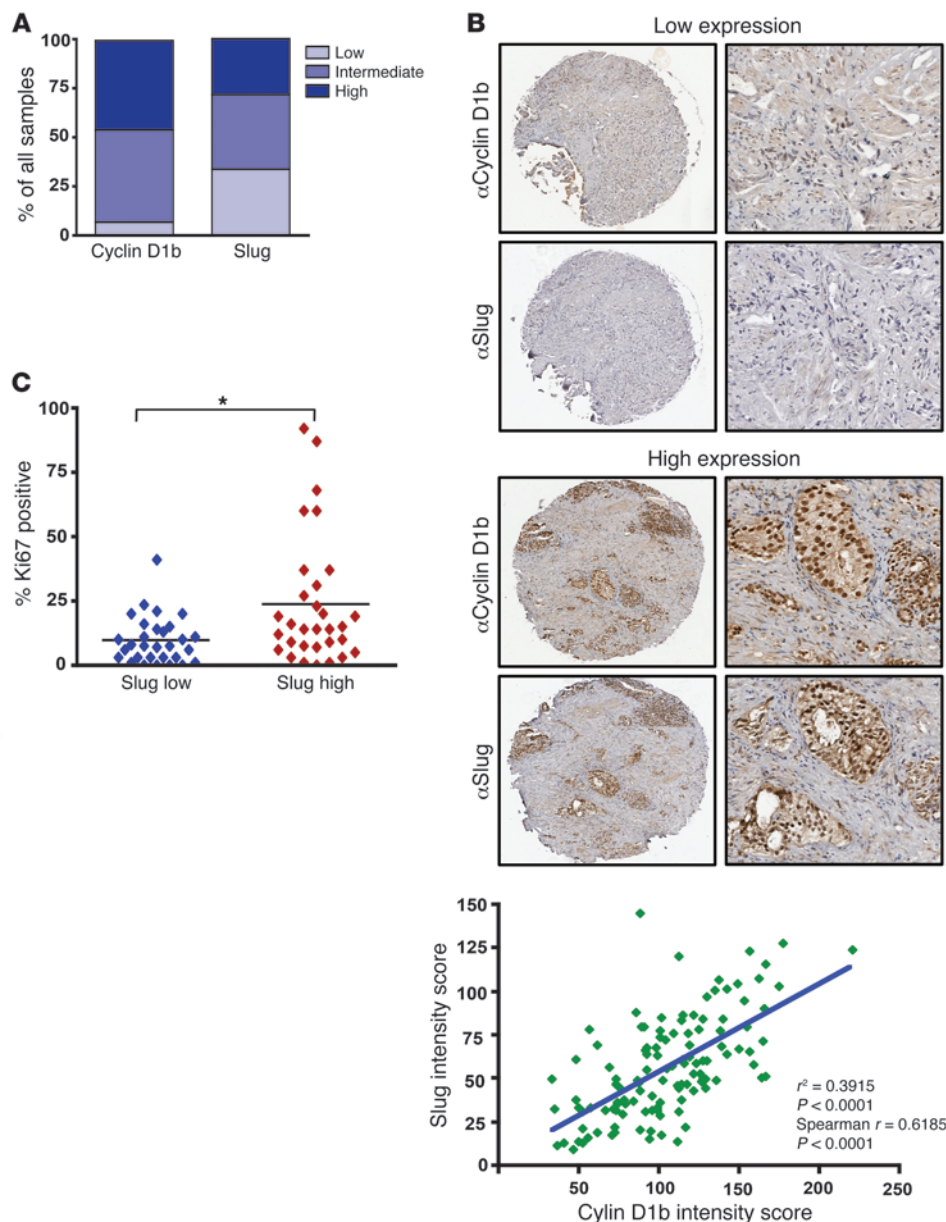 A
100
75
50
25
0
% of all samples
Cyclin D1b
Slug
Low
Intermediate
High
B
Low expression
αCyclin D1b
αSlug
High expression
αCyclin D1b
αSlug
C
100
75
50
25
0
% Ki67 positive
*
Slug low
Slug high
150
125
100
75
50
25
0
Slug intensity score
r² = 0.3915
P < 0.0001
Spearman r = 0.6185
P < 0.0001
50
100
150
200
250
Cylin D1b intensity score